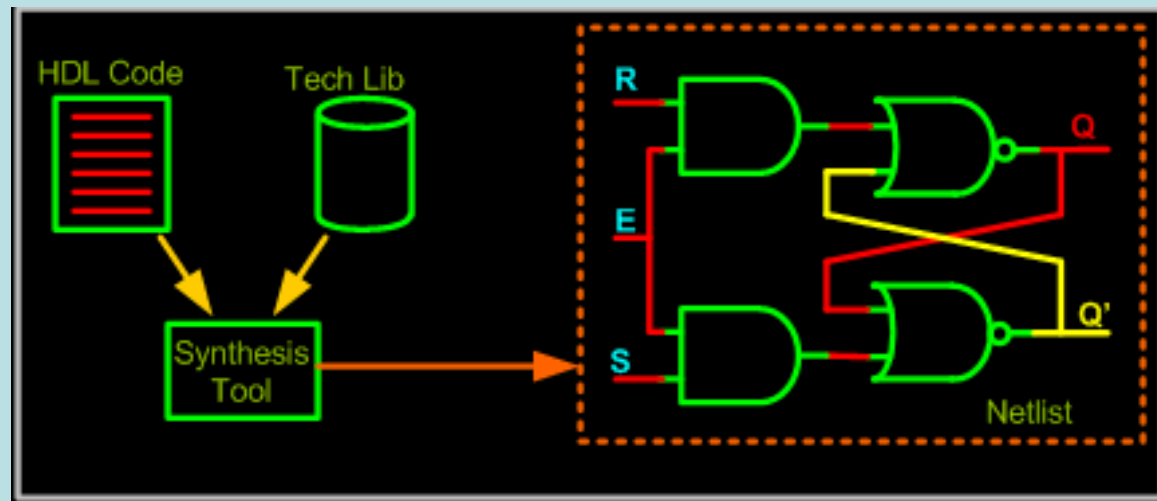 HDL Code
Tech Lib
Synthesis
Tool
R
E
S
Q
Q'
Netlist